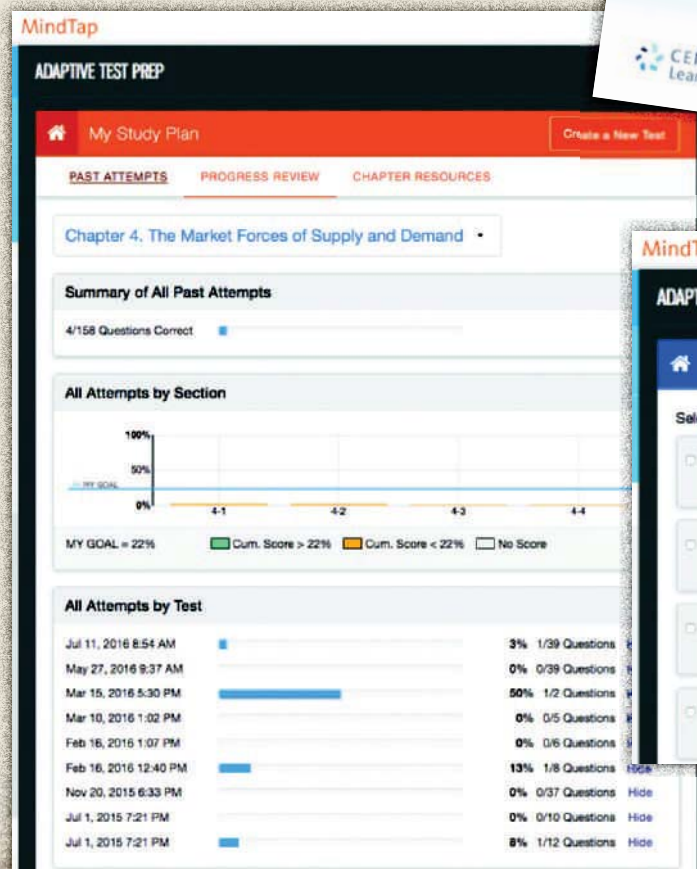 MindTap
ADAPTIVE TEST PREP
My Study Plan
Create a New Test
PAST ATTEMPTS PROGRESS REVIEW CHAPTER RESOURCES
Chapter 4. The Market Forces of Supply and Demand
Summary of All Past Attempts
4/158 Questions Correct
All Attempts by Section
100%
50%
MY GOAL
0%
4-1 4-2 4-3 4-4
MY GOAL = 22% Cum. Score > 22% Cum. Score < 22% No Score
All Attempts by Test
Jul 11, 2016 8:54 AM 3% 1/39 Questions
May 27, 2016 9:37 AM 0% 0/39 Questions
Mar 15, 2016 5:30 PM 50% 1/2 Questions
Mar 10, 2016 1:02 PM 0% 0/5 Questions
Feb 16, 2016 1:07 PM 0% 0/6 Questions
Feb 16, 2016 12:40 PM 13% 1/8 Questions Hide
Nov 20, 2015 6:33 PM 0% 0/37 Questions Hide
Jul 1, 2015 7:21 PM 0% 0/10 Questions Hide
Jul 1, 2015 7:21 PM 8% 1/12 Questions Hide
CE
Lea
MindT
ADAPT
Sel